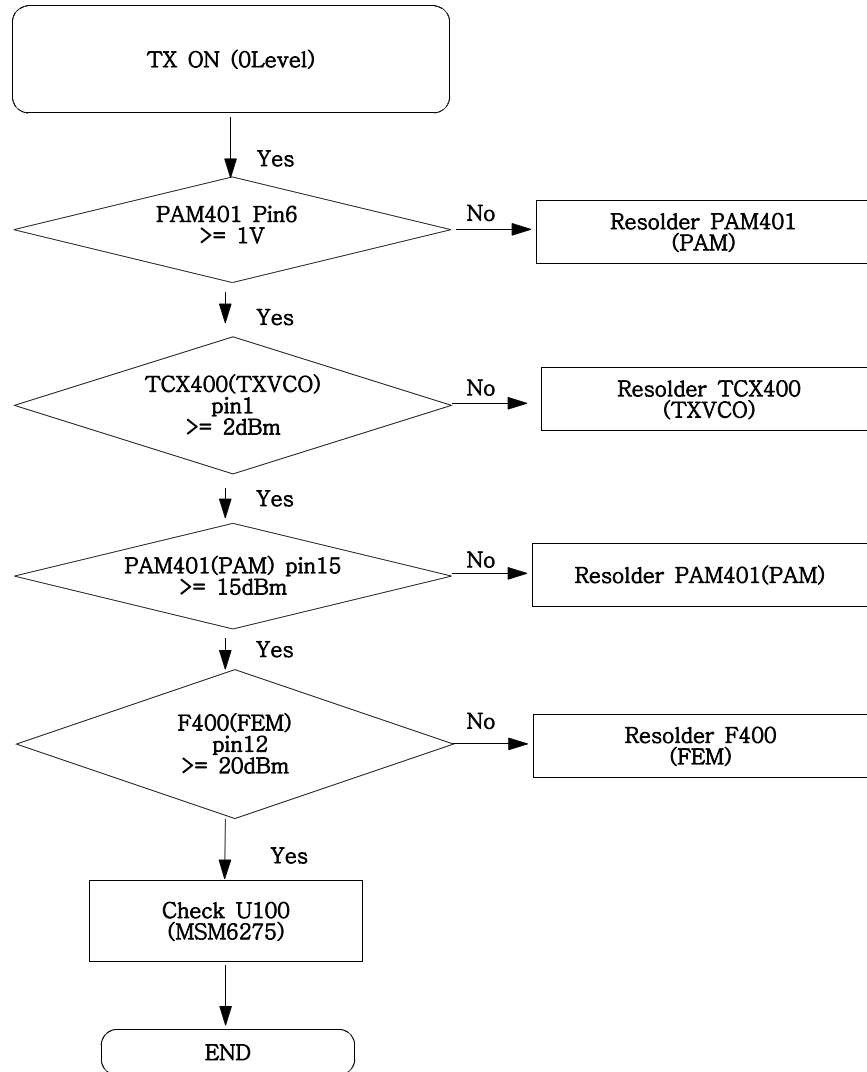 TX ON (0Level)
Yes
PAM401 Pin6
>= 1V
No
Resolder PAM401
(PAM)
Yes
TCX400(TXVCO)
pin1
>= 2dBm
No
Resolder TCX400
(TXVCO)
Yes
PAM401(PAM) pin15
>= 15dBm
No
Resolder PAM401(PAM)
Yes
F400(FEM)
pin12
>= 20dBm
No
Resolder F400
(FEM)
Yes
Check U100
(MSM6275)
END